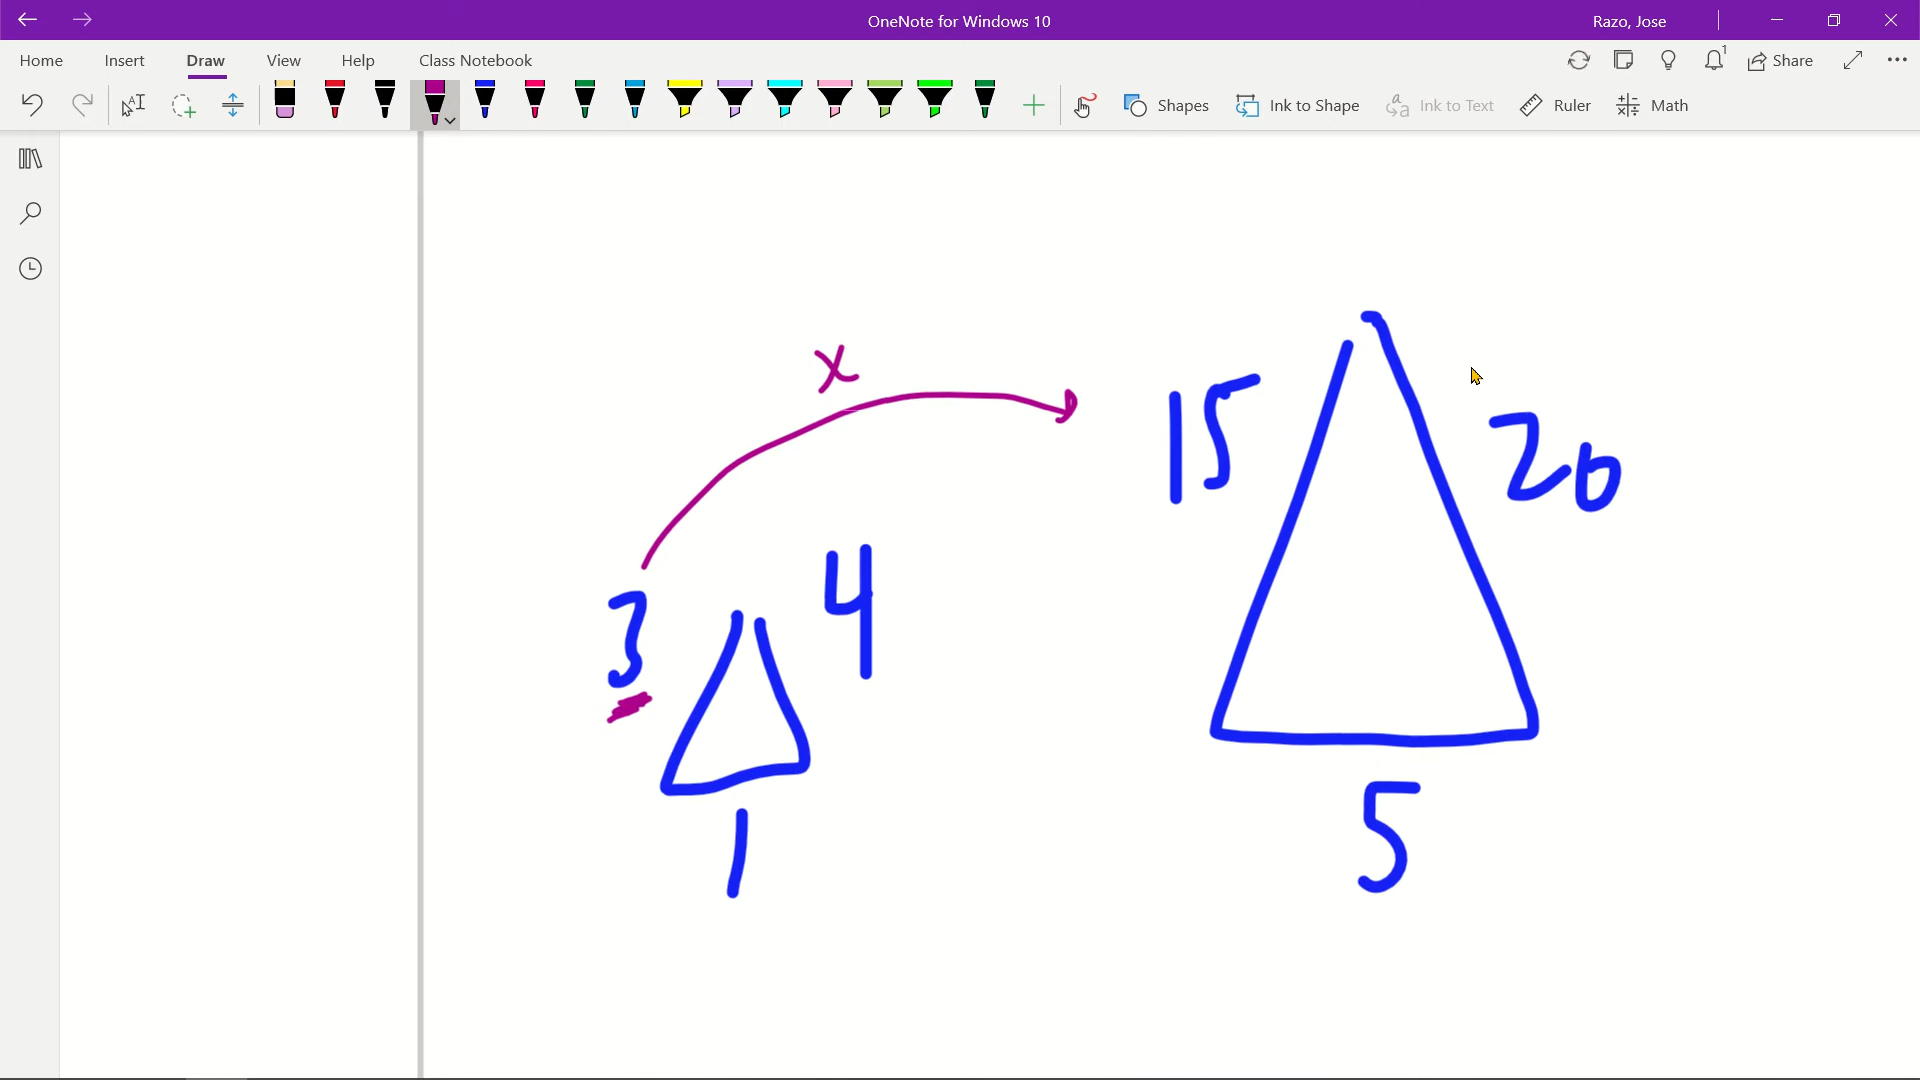 OneNote for Windows 10
Razo, Jose
Home Insert Draw View Help Class Notebook
1
Share
Shapes Ink to Shape Ink to Text Ruler Math
x
15
20
4
3
1
5